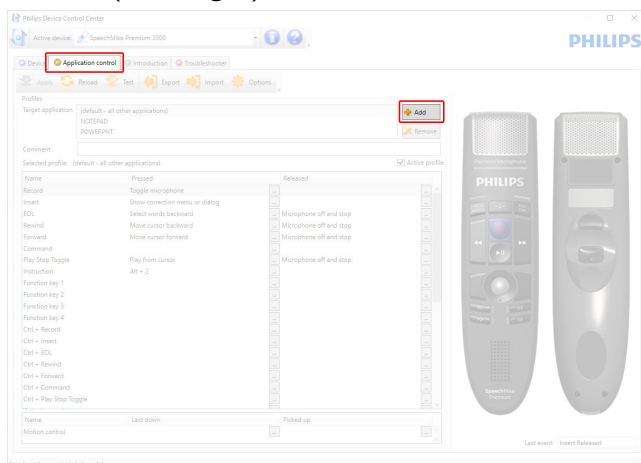 Philips Device Control Center
Active device: SpeechMike Premium 3500
PHILIPS
Device Application control Introduction Troubleshooter
Apply Reload Test Export Import Options
Profiles
Target application (default - all other applications) Add
NOTEPAD
POWERPNT Remove
Comment
Selected profile: (default - all other applications) Active profile
Name Pressed Released
Record Toggle microphone ...
Insert Show correction menu or dialog ...
EOL Select words backward ... Microphone off and stop ...
Rewind Move cursor backward ... Microphone off and stop ...
Forward Move cursor forward ... Microphone off and stop ...
Command
Play Stop Toggle Play from cursor ... Microphone off and stop ...
Instruction Alt + Z ...
Function key 1
Function key 2
Function key 3
Function key 4
Ctrl + Record
Ctrl + Insert
Ctrl + EOL
Ctrl + Rewind
Ctrl + Forward
Ctrl + Command
Ctrl + Play Stop Toggle
Name Last down Picked up
Motion control ...
Precision Microphone
PHILIPS
SpeechMike
Premium
Last event Insert Released